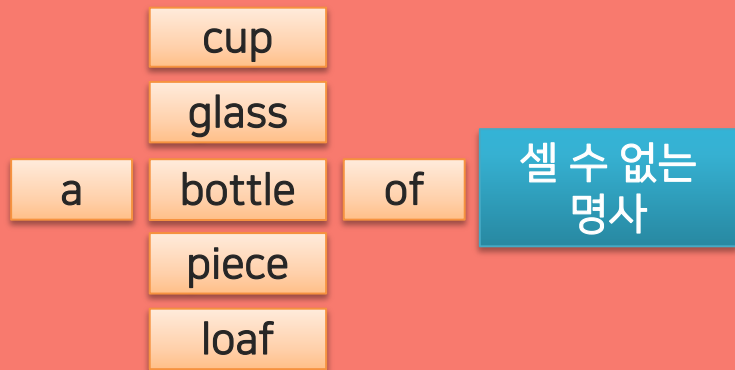 cup
glass
a bottle of
셀 수 없는
명사
piece
loaf